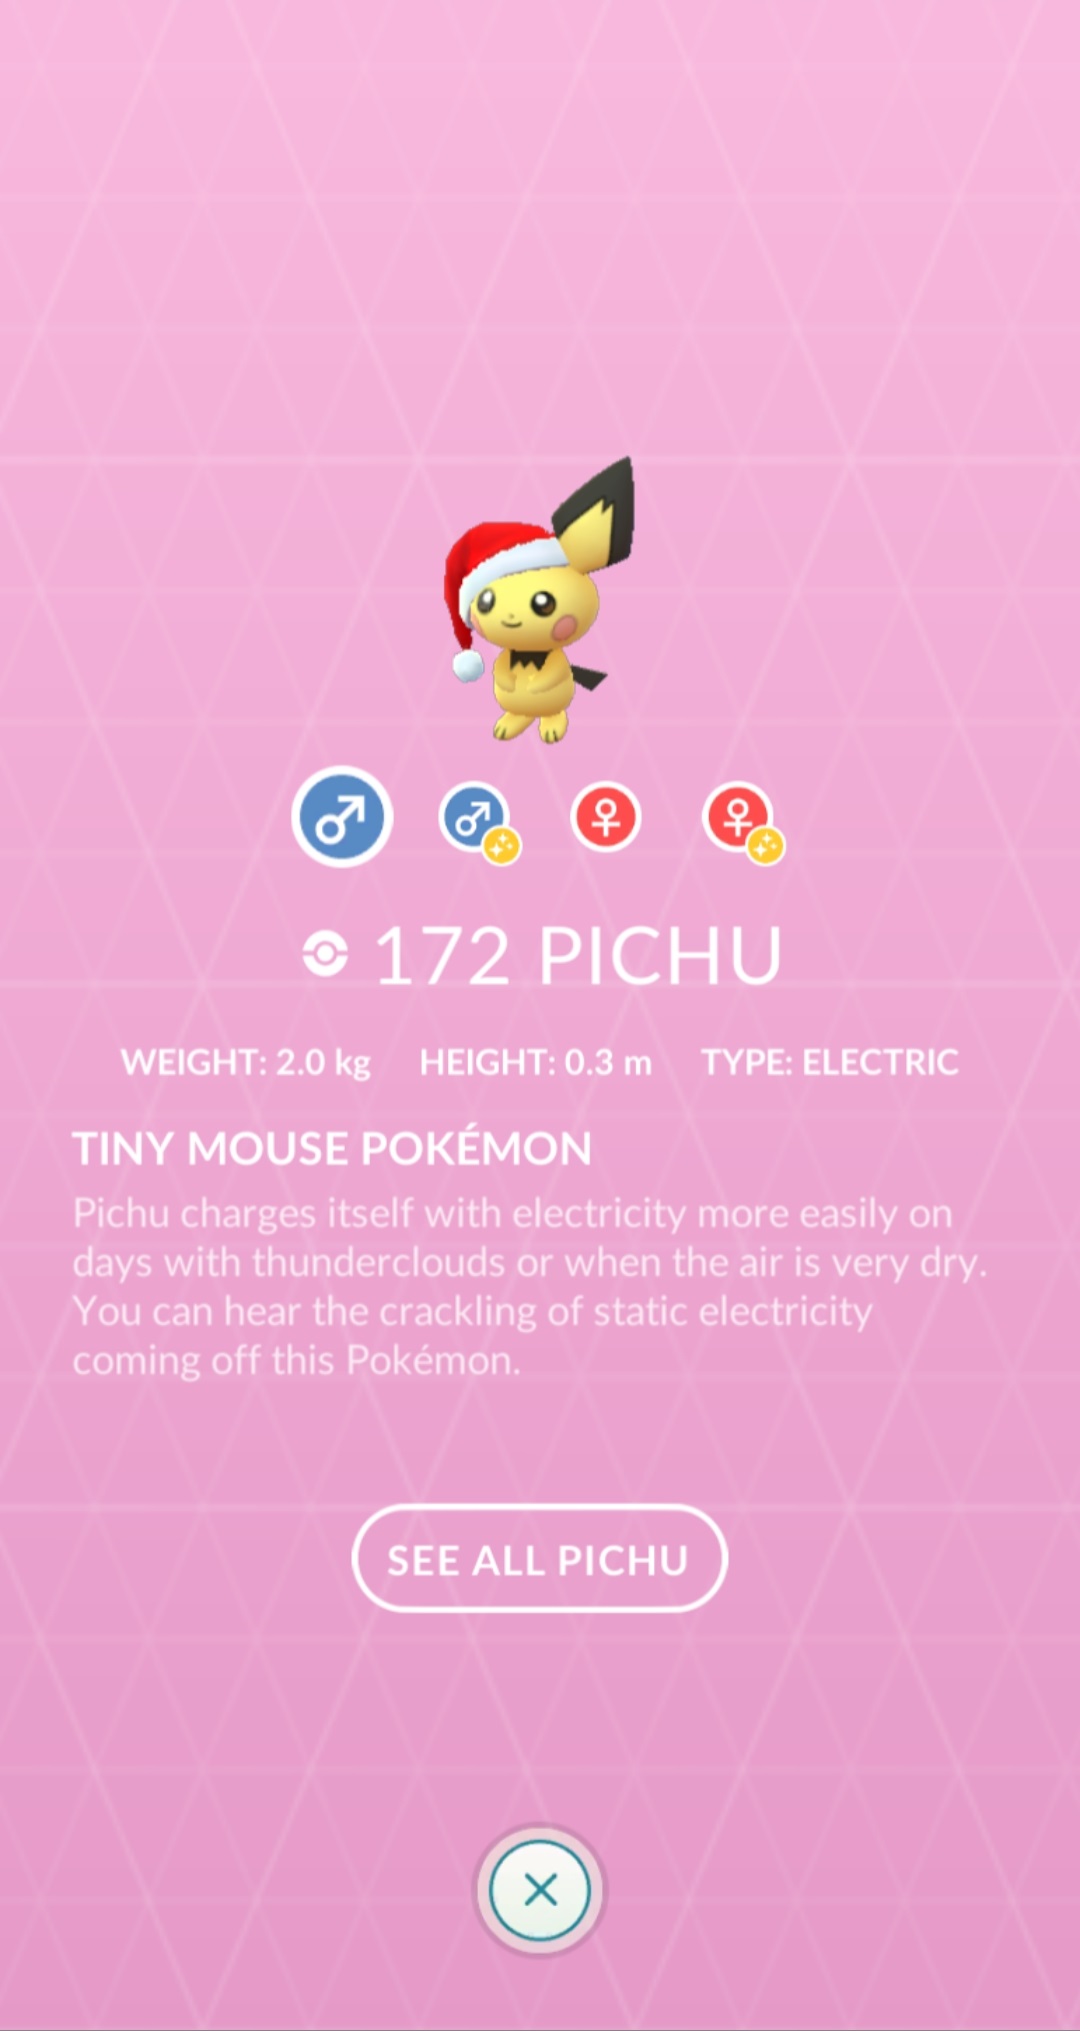 172 PICHU
WEIGHT: 2.0 kg HEIGHT: 0.3 m TYPE: ELECTRIC
TINY MOUSE POKÉMON
Pichu charges itself with electricity more easily on
days with thunderclouds or when the air is very dry.
You can hear the crackling of static electricity
coming off this Pokémon.
SEE ALL PICHU